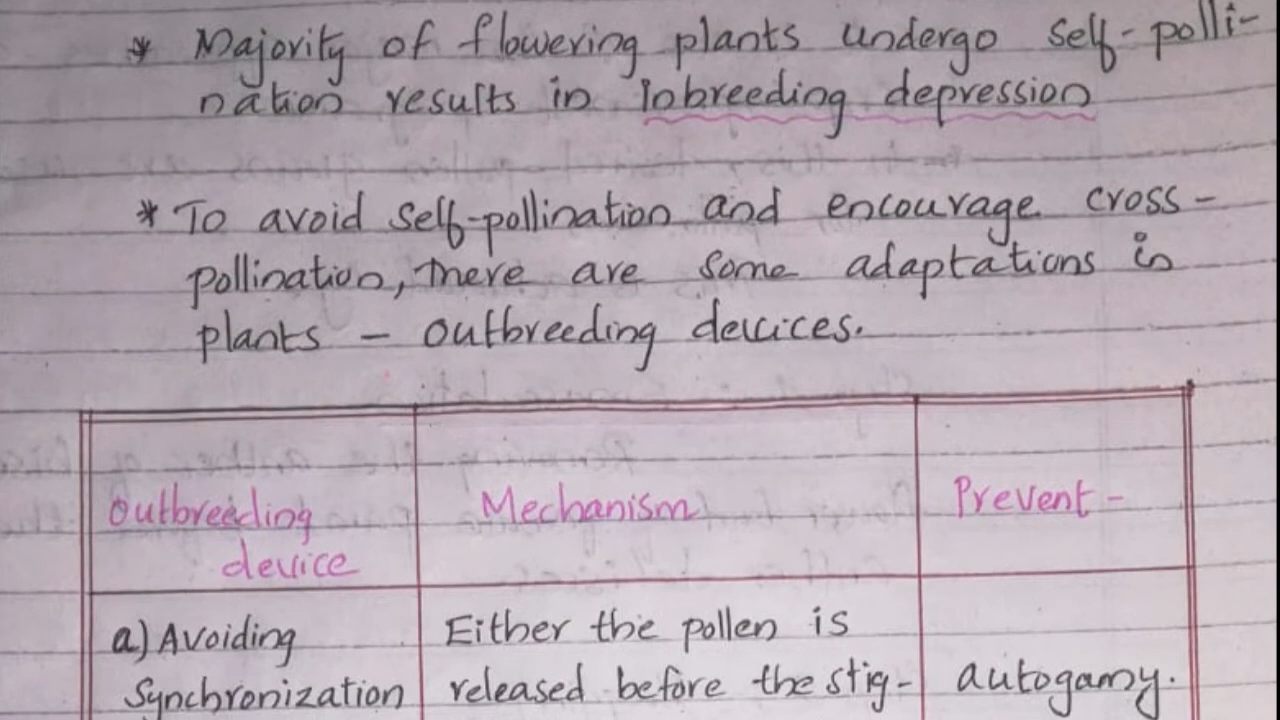 * Majority of flowering plants undergo self-polli-
nation results in Inbreeding depression
* To avoid self-pollination and encourage cross-
pollination, there are some adaptations in
plants - outbreeding devices.
Outbreeding
device
Mechanism
Prevent -
a) Avoiding
Synchronization
Either the pollen is
released before the stig-
autogamy.